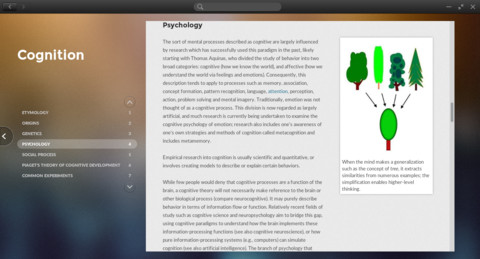 Cognition
ETYMOLOGY 1
ORIGINS 2
GENETICS 3
PSYCHOLOGY 4
SOCIAL PROCESS 5
PIAGET'S THEORY OF COGNITIVE DEVELOPMENT 6
COMMON EXPERIMENTS 7
Psychology
The sort of mental processes described as cognitive are largely influenced
by research which has successfully used this paradigm in the past, likely
starting with Thomas Aquinas, who divided the study of behavior into two
broad categories: cognitive (how we know the world), and affective (how we
understand the world via feelings and emotions). Consequently, this
description tends to apply to processes such as memory, association,
concept formation, pattern recognition, language, attention, perception,
action, problem solving and mental imagery. Traditionally, emotion was not
thought of as a cognitive process. This division is now regarded as largely
artificial, and much research is currently being undertaken to examine the
cognitive psychology of emotion; research also includes one's awareness of
one's own strategies and methods of cognition called metacognition and
includes metamemory.
Empirical research into cognition is usually scientific and quantitative, or
involves creating models to describe or explain certain behaviors.
While few people would deny that cognitive processes are a function of the
brain, a cognitive theory will not necessarily make reference to the brain or
other biological process (compare neurocognitive). It may purely describe
behavior in terms of information flow or function. Relatively recent fields of
study such as cognitive science and neuropsychology aim to bridge this gap,
using cognitive paradigms to understand how the brain implements these
information-processing functions (see also cognitive neuroscience), or how
pure information-processing systems (e.g., computers) can simulate
cognition (see also artificial intelligence). The branch of psychology that
When the mind makes a generalization
such as the concept of tree, it extracts
similarities from numerous examples; the
simplification enables higher-level
thinking.